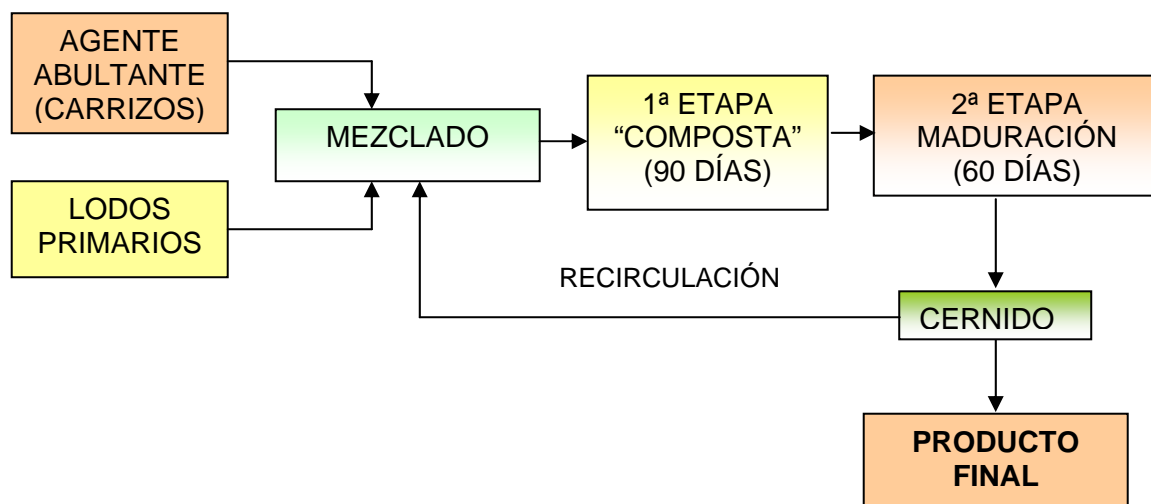 AGENTE
ABULTANTE
(CARRIZOS)
LODOS
PRIMARIOS
MEZCLADO
1ª ETAPA
“COMPOSTA”
(90 DÍAS)
2ª ETAPA
MADURACIÓN
(60 DÍAS)
RECIRCULACIÓN
CERNIDO
PRODUCTO
FINAL